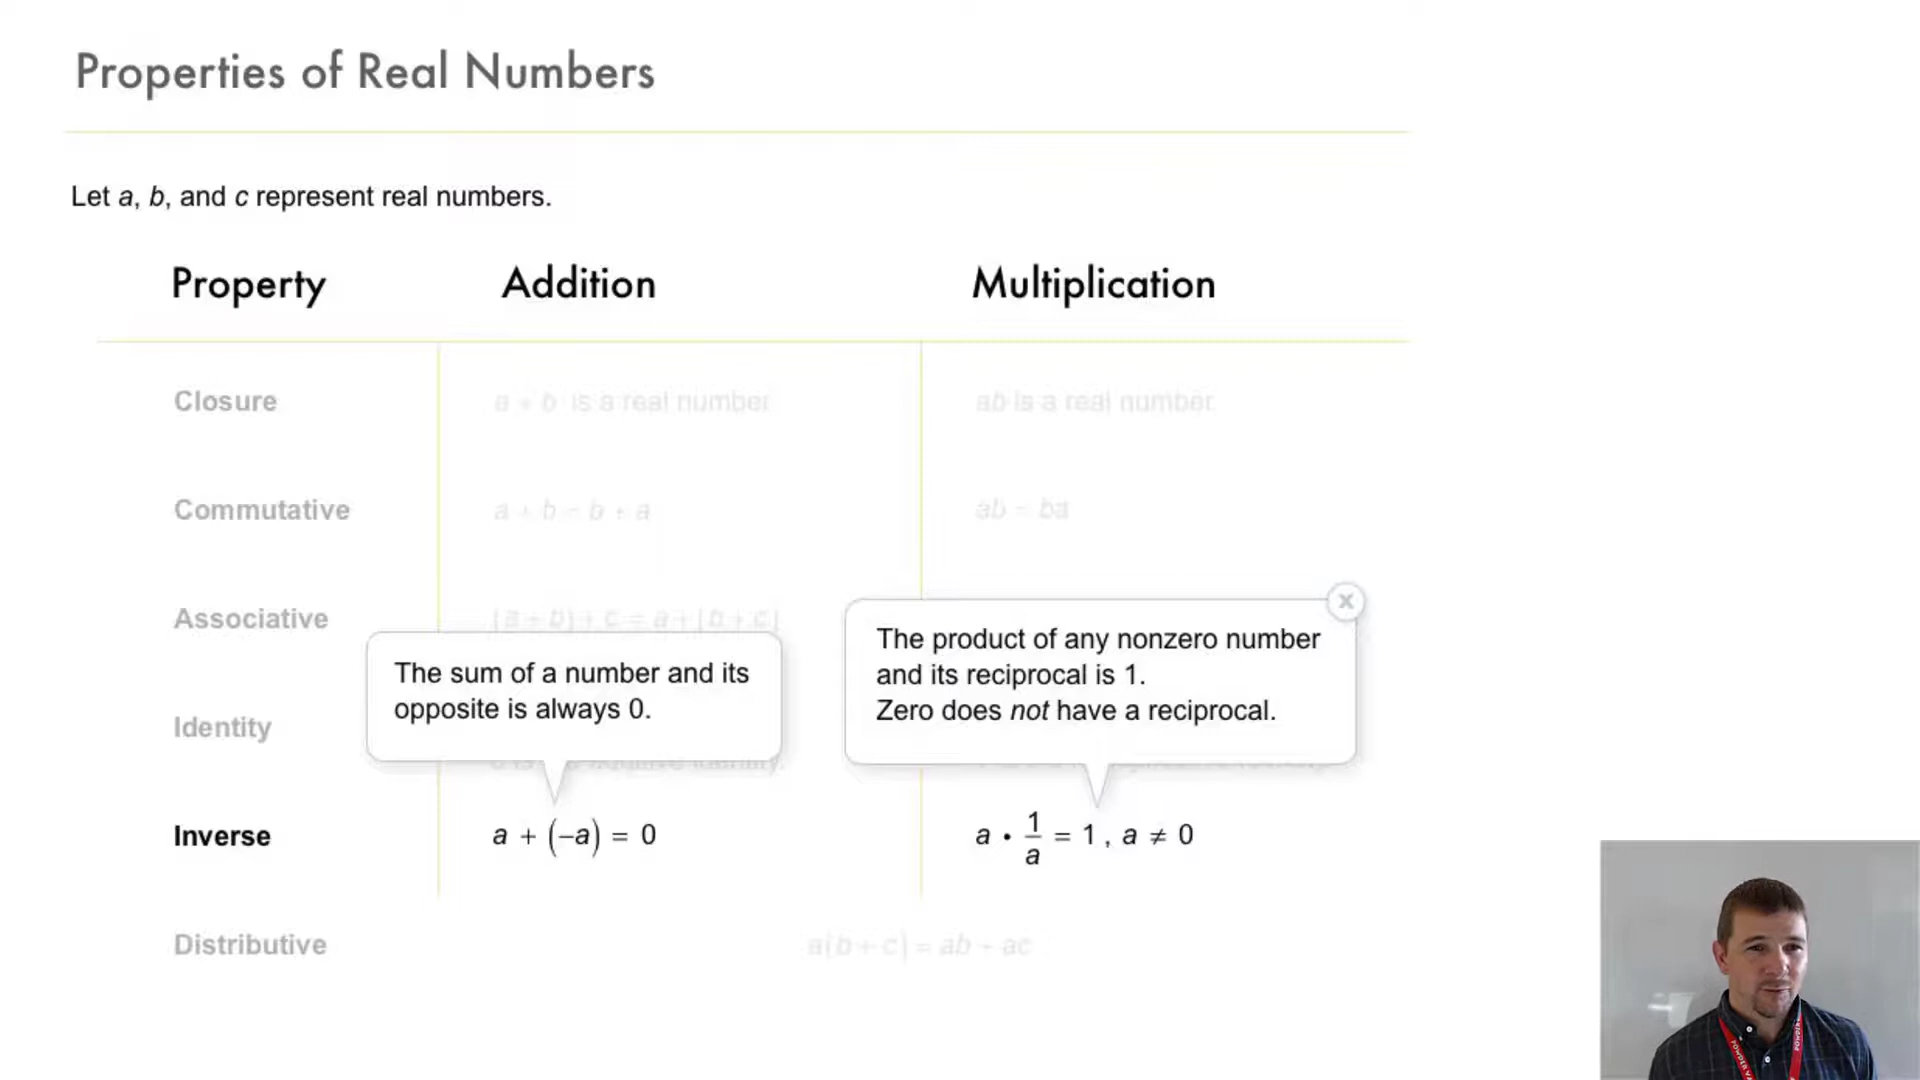 Properties of Real Numbers
Let a, b, and c represent real numbers.
Property Addition Multiplication
Closure a + b is a real number. ab is a real number.
Commutative a + b = b + a ab = ba
Associative (a + b) + c = a + (b + c)
The sum of a number and its
opposite is always 0.
The product of any nonzero number
and its reciprocal is 1.
Zero does not have a reciprocal.
Identity
Inverse a + (−a) = 0 a • 1/a = 1, a ≠ 0
Distributive a(b + c) = ab + ac